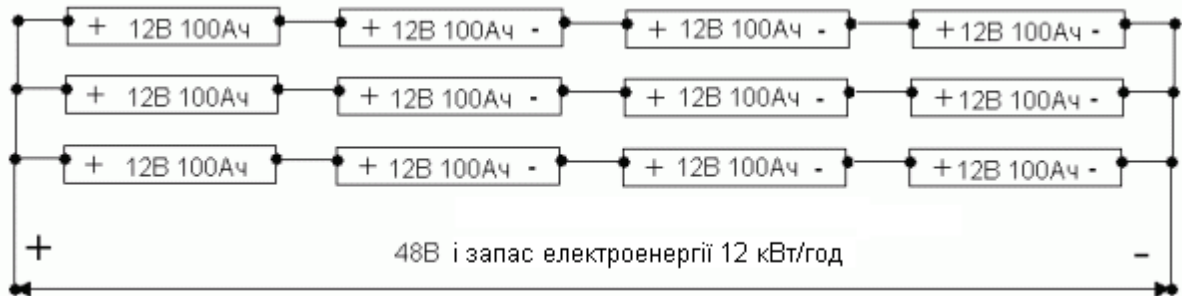 + 12В 100Ач + 12В 100Ач - + 12В 100Ач - + 12В 100Ач -
+ 12В 100Ач + 12В 100Ач - + 12В 100Ач - + 12В 100Ач -
+ 12В 100Ач + 12В 100Ач - + 12В 100Ач - + 12В 100Ач -
+ 48В і запас електроенергії 12 кВт/год -